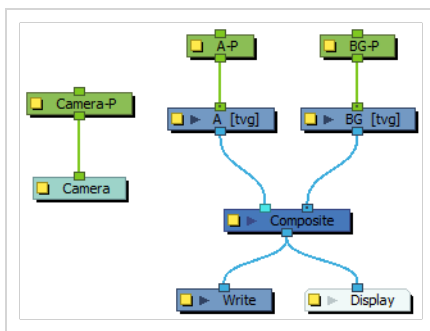 A-P
BG-P
Camera-P
A [tvg]
BG [tvg]
Camera
Composite
Write
Display